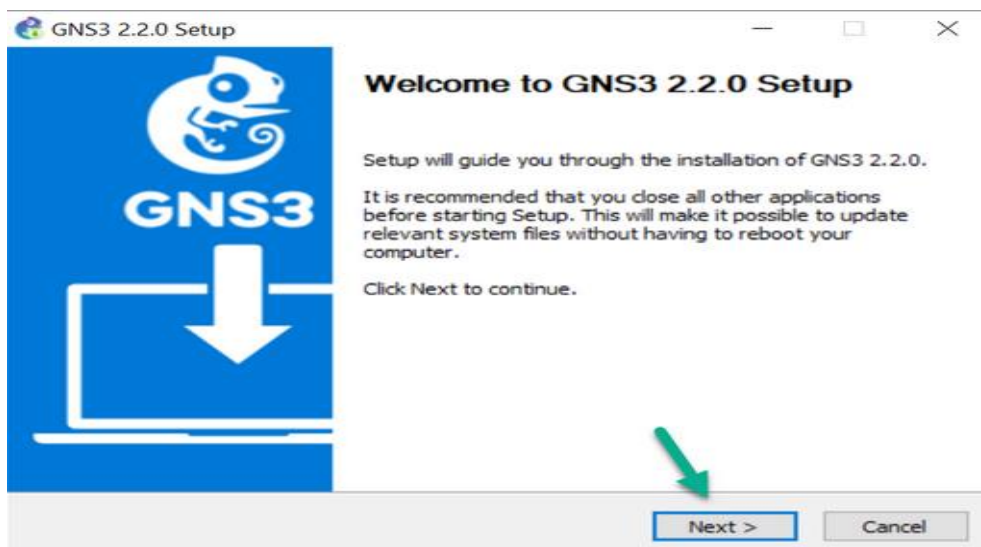 GNS3 2.2.0 Setup
Welcome to GNS3 2.2.0 Setup
GNS3
Setup will guide you through the installation of GNS3 2.2.0.
It is recommended that you close all other applications
before starting Setup. This will make it possible to update
relevant system files without having to reboot your
computer.
Click Next to continue.
Next >
Cancel